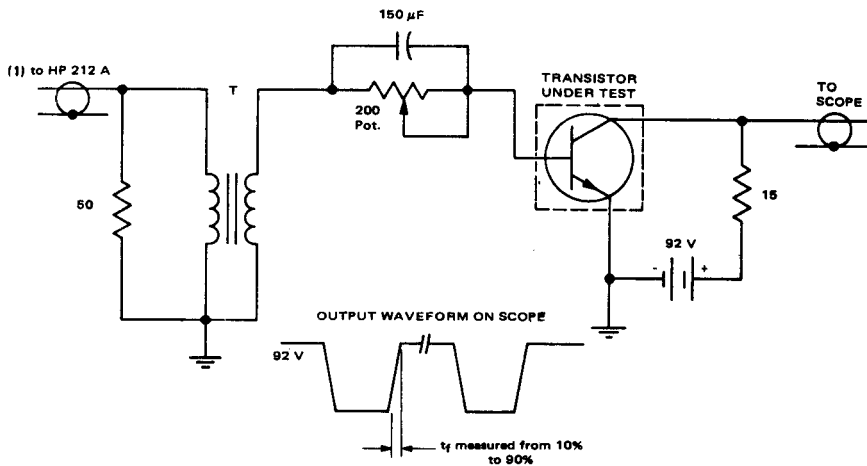 150 µF
(1) to HP 212 A
T
200
Pot.
TRANSISTOR
UNDER TEST
TO
SCOPE
50
15
92 V
- +
OUTPUT WAVEFORM ON SCOPE
92 V
tf measured from 10%
to 90%